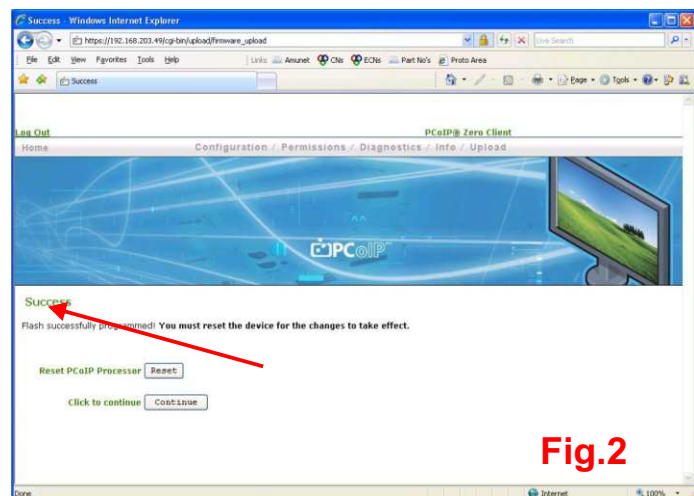 Success - Windows Internet Explorer
https://192.168.203.49/cgi-bin/upload/firmware_upload
Live Search
File Edit View Favorites Tools Help
Links Amunet CNs ECNs Part No's Proto Area
Success
Page Tools
Log Out
PCoIP® Zero Client
Home
Configuration / Permissions / Diagnostics / Info / Upload
PCoIP™
Success
Flash successfully programmed! You must reset the device for the changes to take effect.
Reset PCoIP Processor Reset
Click to continue Continue
Fig.2
Done
Internet
100%